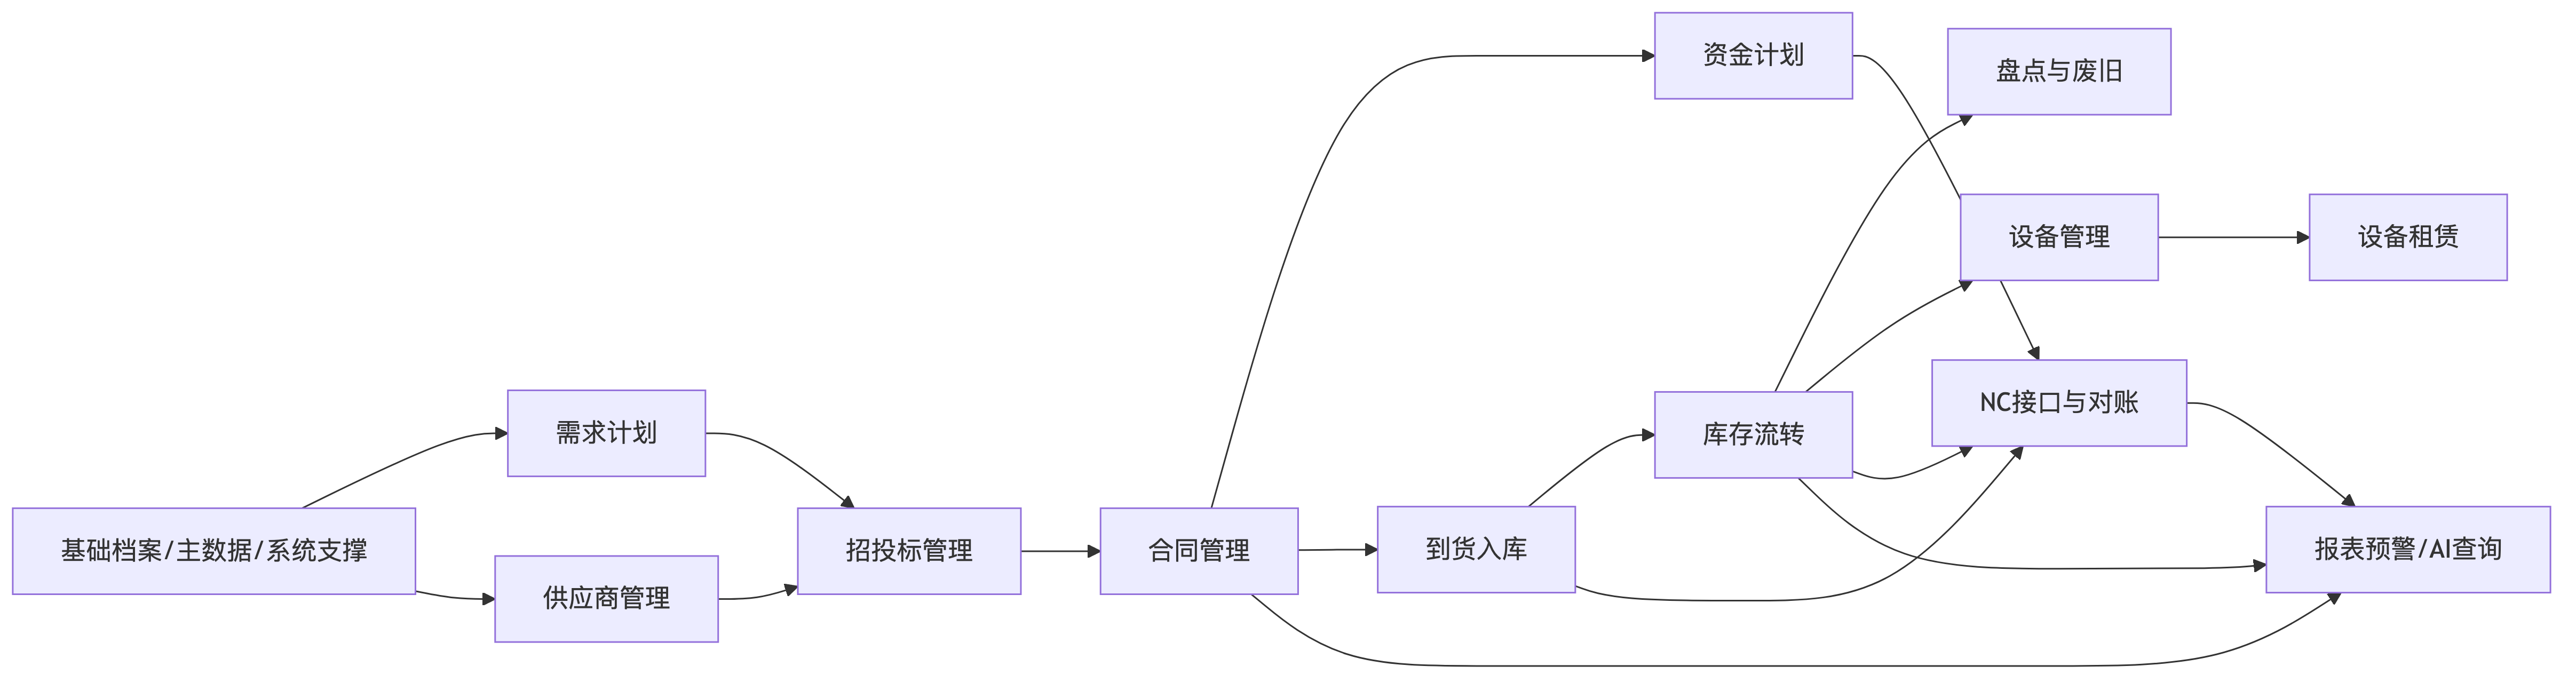 基础档案/主数据/系统支撑
需求计划
供应商管理
招投标管理
合同管理
到货入库
资金计划
库存流转
盘点与废旧
设备管理
NC接口与对账
设备租赁
报表预警/AI查询